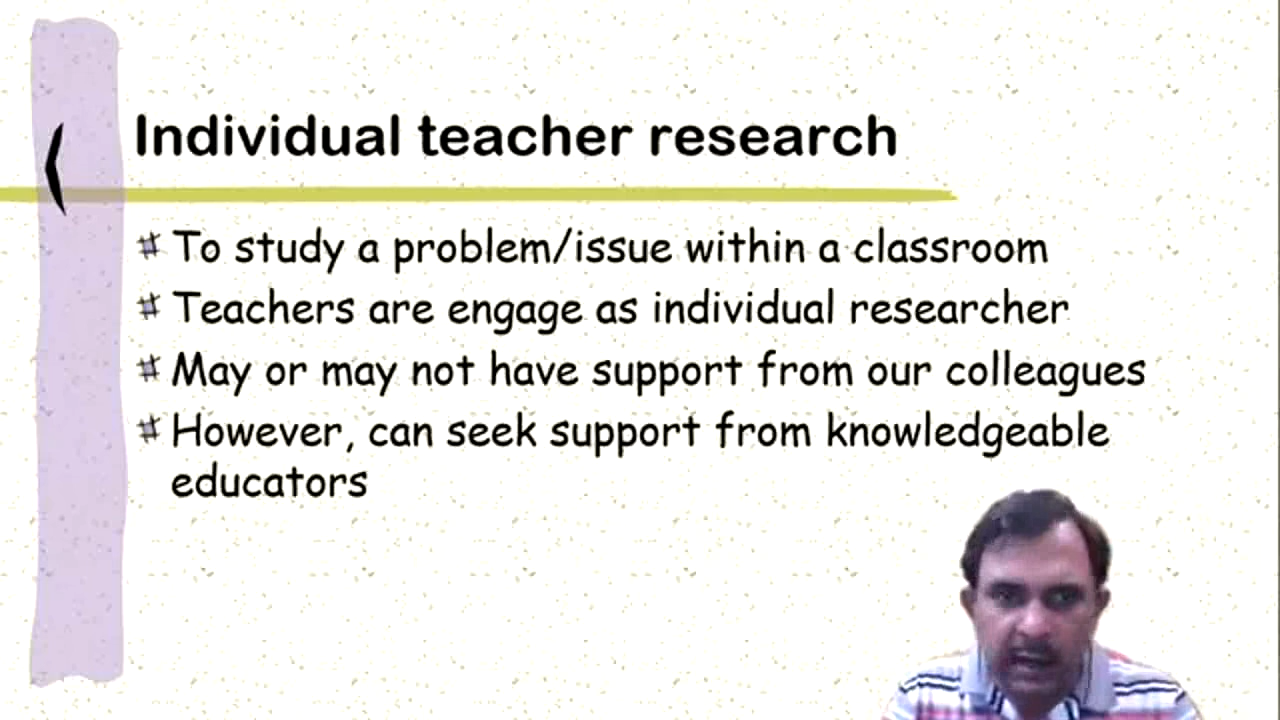 Individual teacher research
To study a problem/issue within a classroom
Teachers are engage as individual researcher
May or may not have support from our colleagues
However, can seek support from knowledgeable
educators